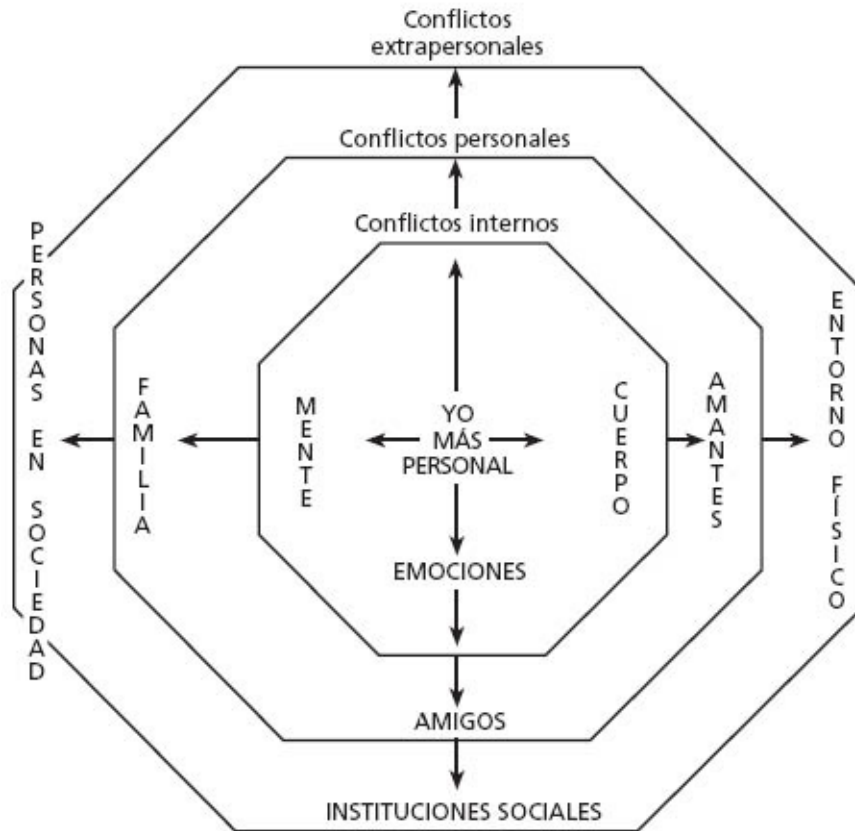 Conflictos
extrapersonales
Conflictos personales
Conflictos internos
PERSONAS EN SOCIEDAD
FAMILIA
MENTE
YO
MÁS
PERSONAL
CUERPO
AMANTES
ENTORNO FÍSICO
EMOCIONES
AMIGOS
INSTITUCIONES SOCIALES